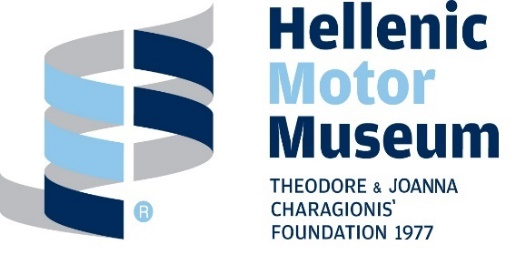 Hellenic
Motor
Museum
THEODORE & JOANNA
CHARAGIONIS'
FOUNDATION 1977
®